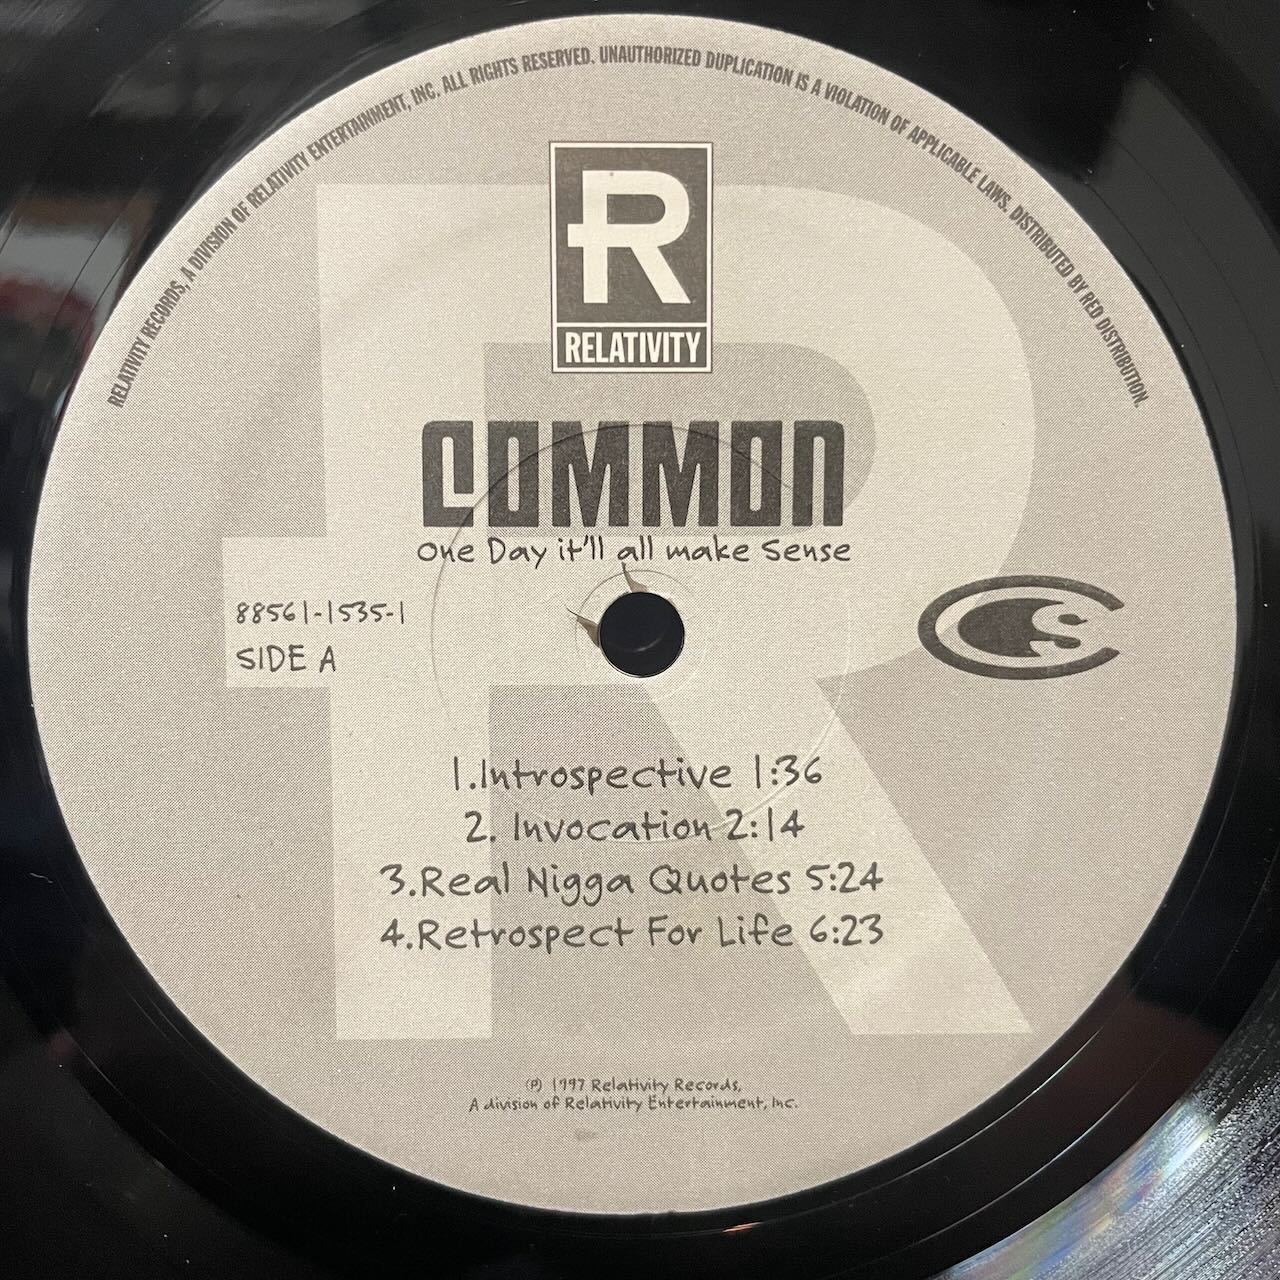 RELATIVITY RECORDS, A DIVISION OF RELATIVITY ENTERTAINMENT, INC. ALL RIGHTS RESERVED. UNAUTHORIZED DUPLICATION IS A VIOLATION OF APPLICABLE LAWS. DISTRIBUTED BY RED DISTRIBUTION.
R
RELATIVITY
COMMON
One Day it'll all make Sense
88561-1535-1
SIDE A
CS
1.Introspective 1:36
2. Invocation 2:14
3.Real Nigga Quotes 5:24
4.Retrospect For Life 6:23
(P) 1997 Relativity Records,
A division of Relativity Entertainment, Inc.